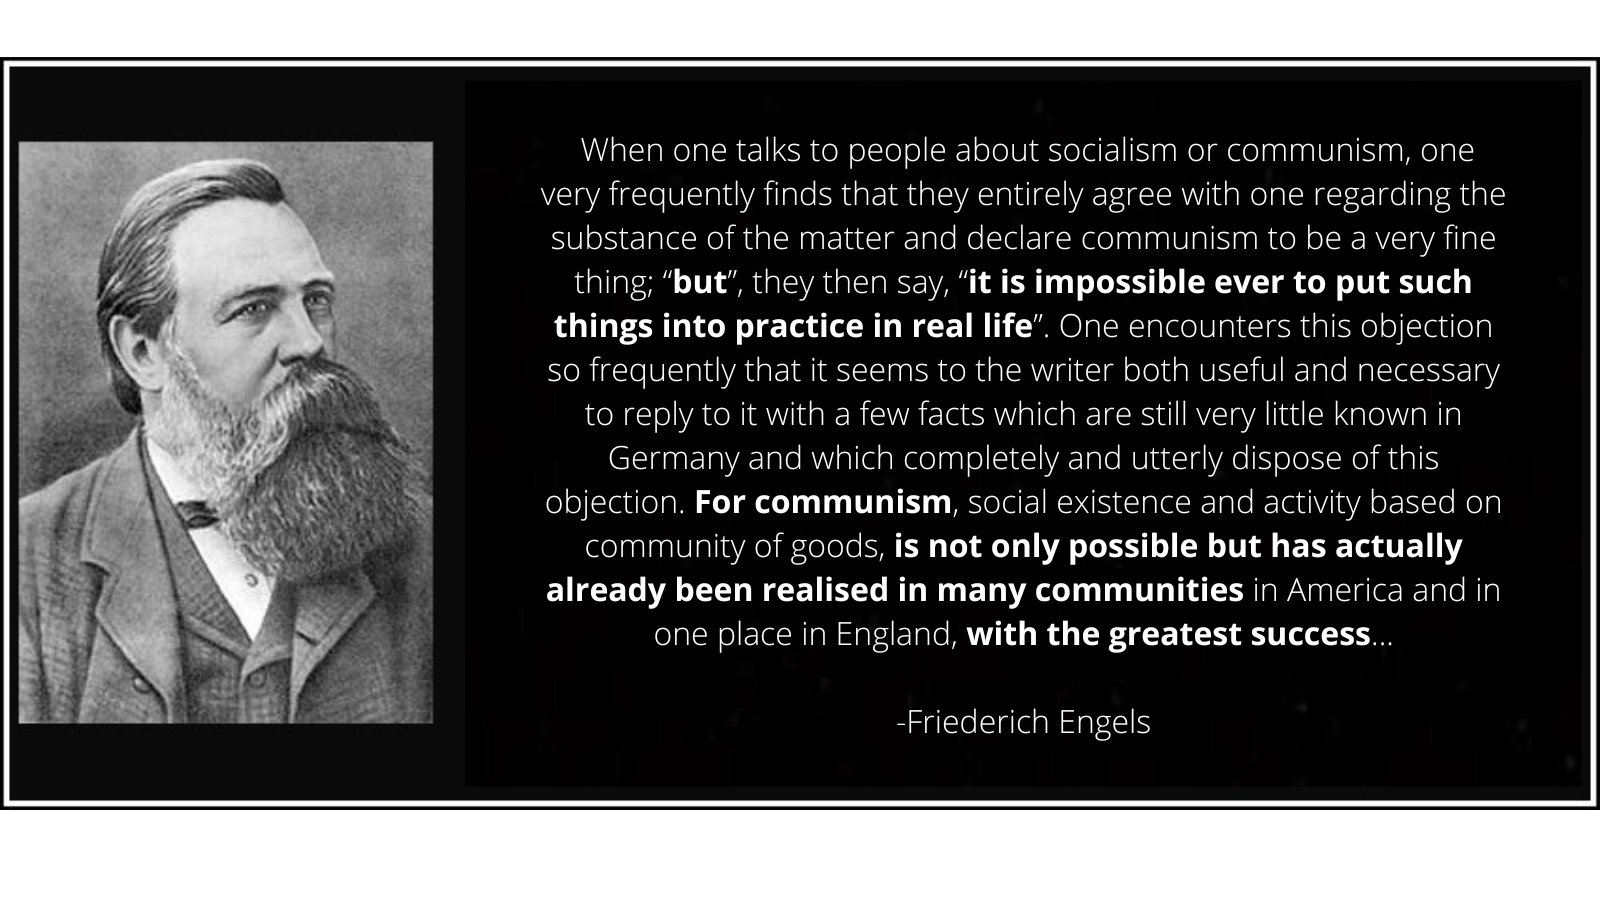 When one talks to people about socialism or communism, one
very frequently finds that they entirely agree with one regarding the
substance of the matter and declare communism to be a very fine
thing; “but”, they then say, “it is impossible ever to put such
things into practice in real life”. One encounters this objection
so frequently that it seems to the writer both useful and necessary
to reply to it with a few facts which are still very little known in
Germany and which completely and utterly dispose of this
objection. For communism, social existence and activity based on
community of goods, is not only possible but has actually
already been realised in many communities in America and in
one place in England, with the greatest success...
-Friederich Engels